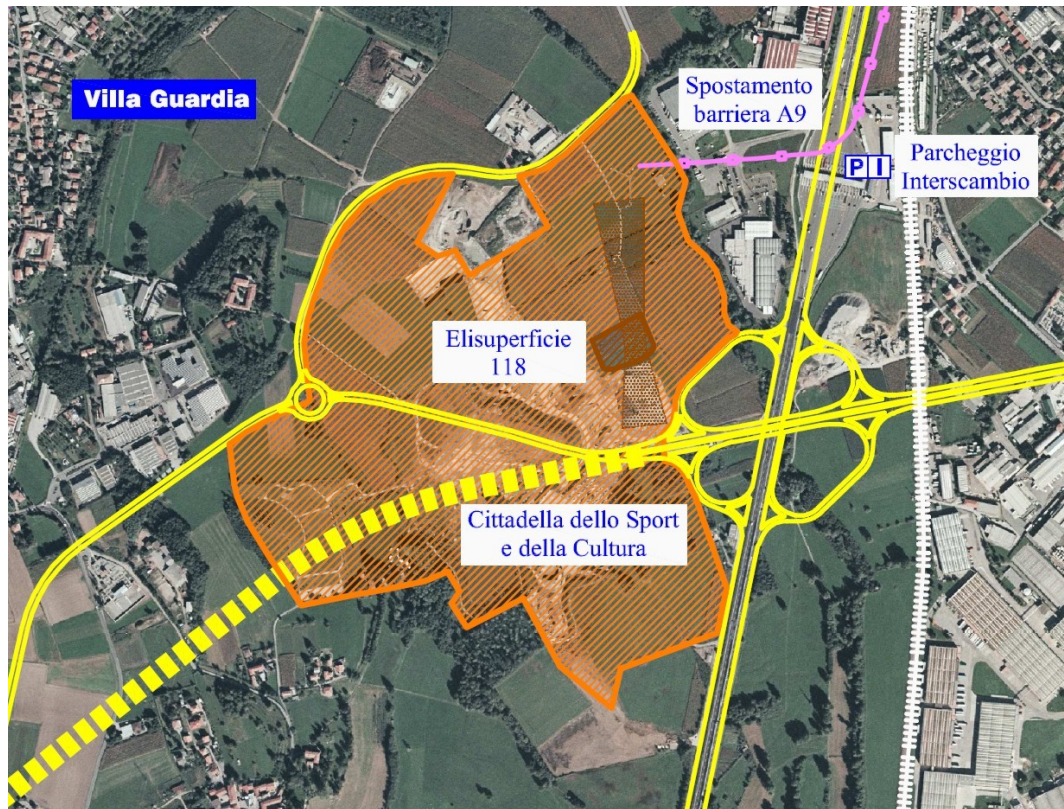 Villa Guardia
Spostamento
barriera A9
P I
Parcheggio
Interscambio
Elisuperficie
118
Cittadella dello Sport
e della Cultura